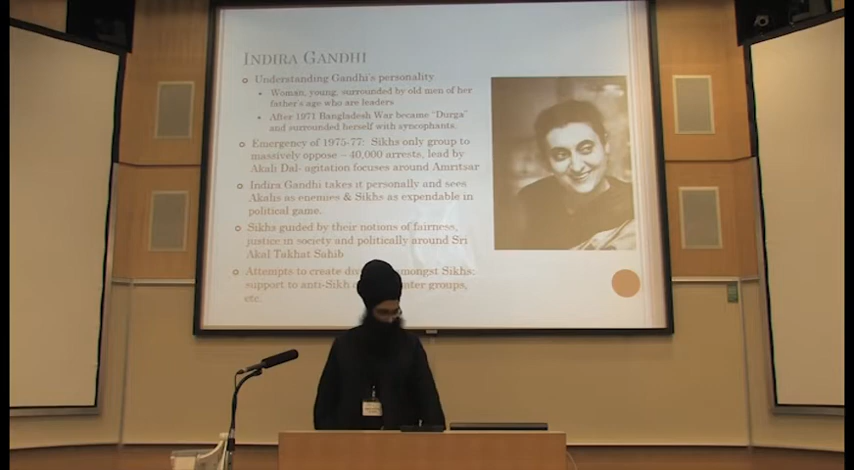 INDIRA GANDHI
Understanding Gandhi's personality
Woman, young, surrounded by old men of her
father's age who are leaders
After 1971 Bangladesh War became "Durga"
and surrounded herself with syncophants.
Emergency of 1975-77: Sikhs only group to
massively oppose – 40,000 arrests, lead by
Akali Dal- agitation focuses around Amritsar
Indira Gandhi takes it personally and sees
Akalis as enemies & Sikhs as expendable in
political game.
Sikhs guided by their notions of fairness,
justice in society and politically around Sri
Akal Takhat Sahib
Attempts to create amongst Sikhs:
support to anti-Sikh groups,
etc.